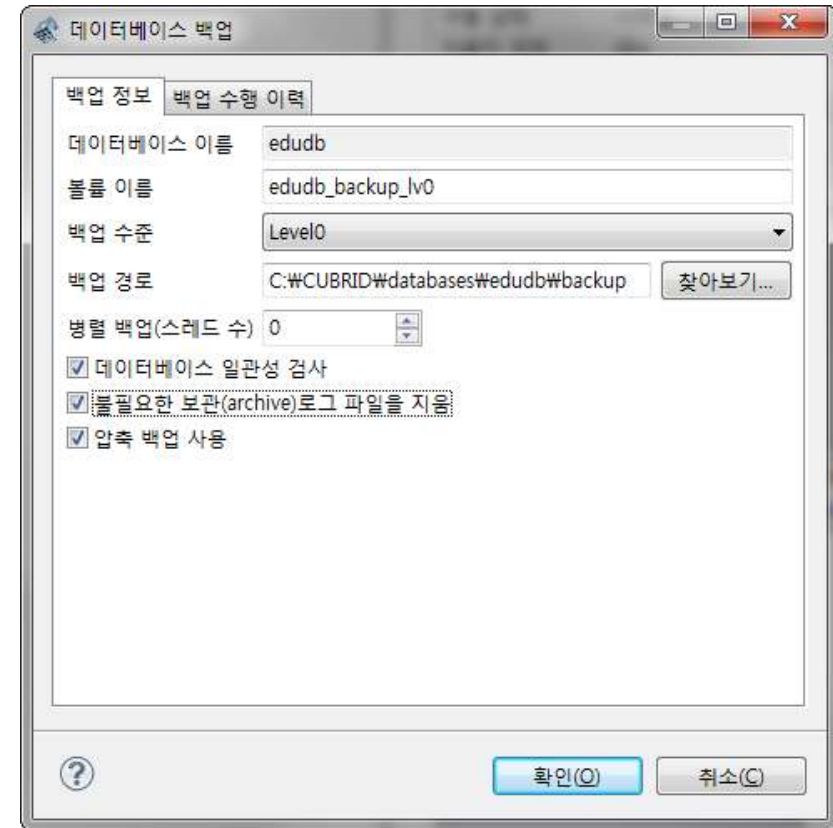 데이터베이스 백업
백업 정보 백업 수행 이력
데이터베이스 이름 edudb
볼륨 이름 edudb_backup_lv0
백업 수준 Level0
백업 경로 C:₩CUBRID₩databases₩edudb₩backup 찾아보기...
병렬 백업(스레드 수) 0
데이터베이스 일관성 검사
불필요한 보관(archive)로그 파일을 지움
압축 백업 사용
확인(O) 취소(C)